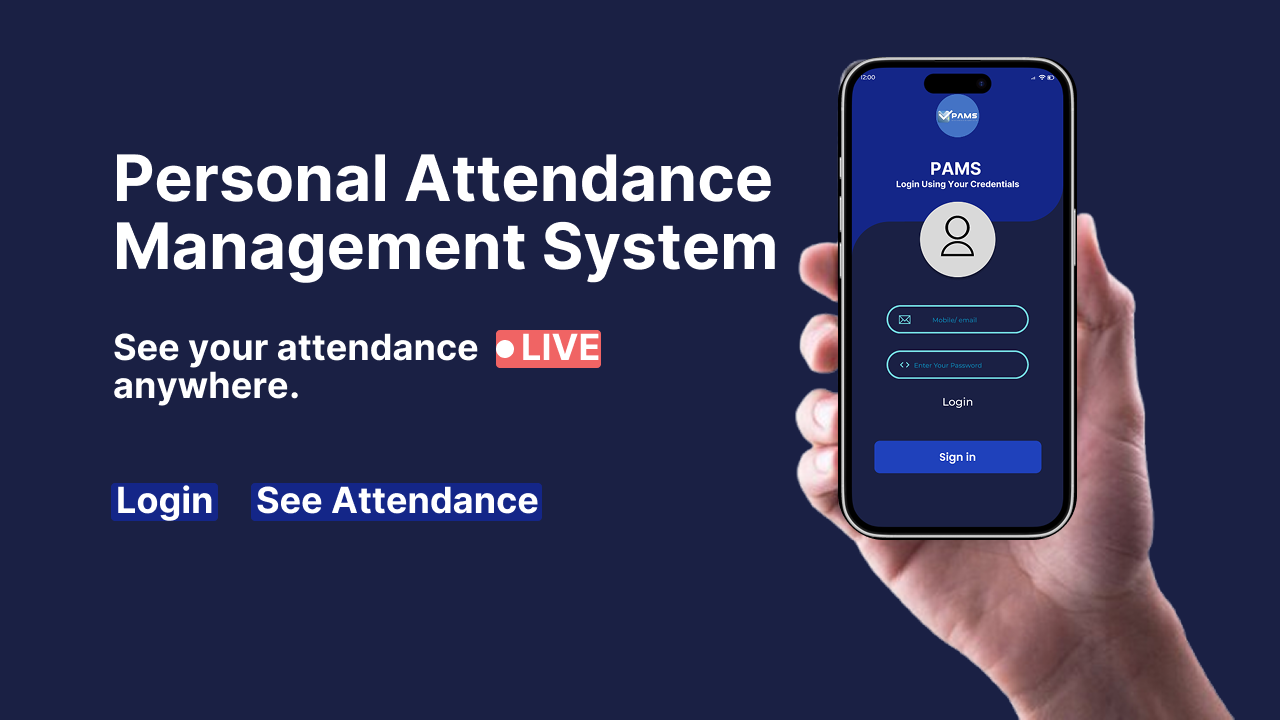 Personal Attendance
Management System
See your attendance LIVE
anywhere.
Login See Attendance
12:00
PAMS
PAMS
Login Using Your Credentials
Mobile/ email
Enter Your Password
Login
Sign in